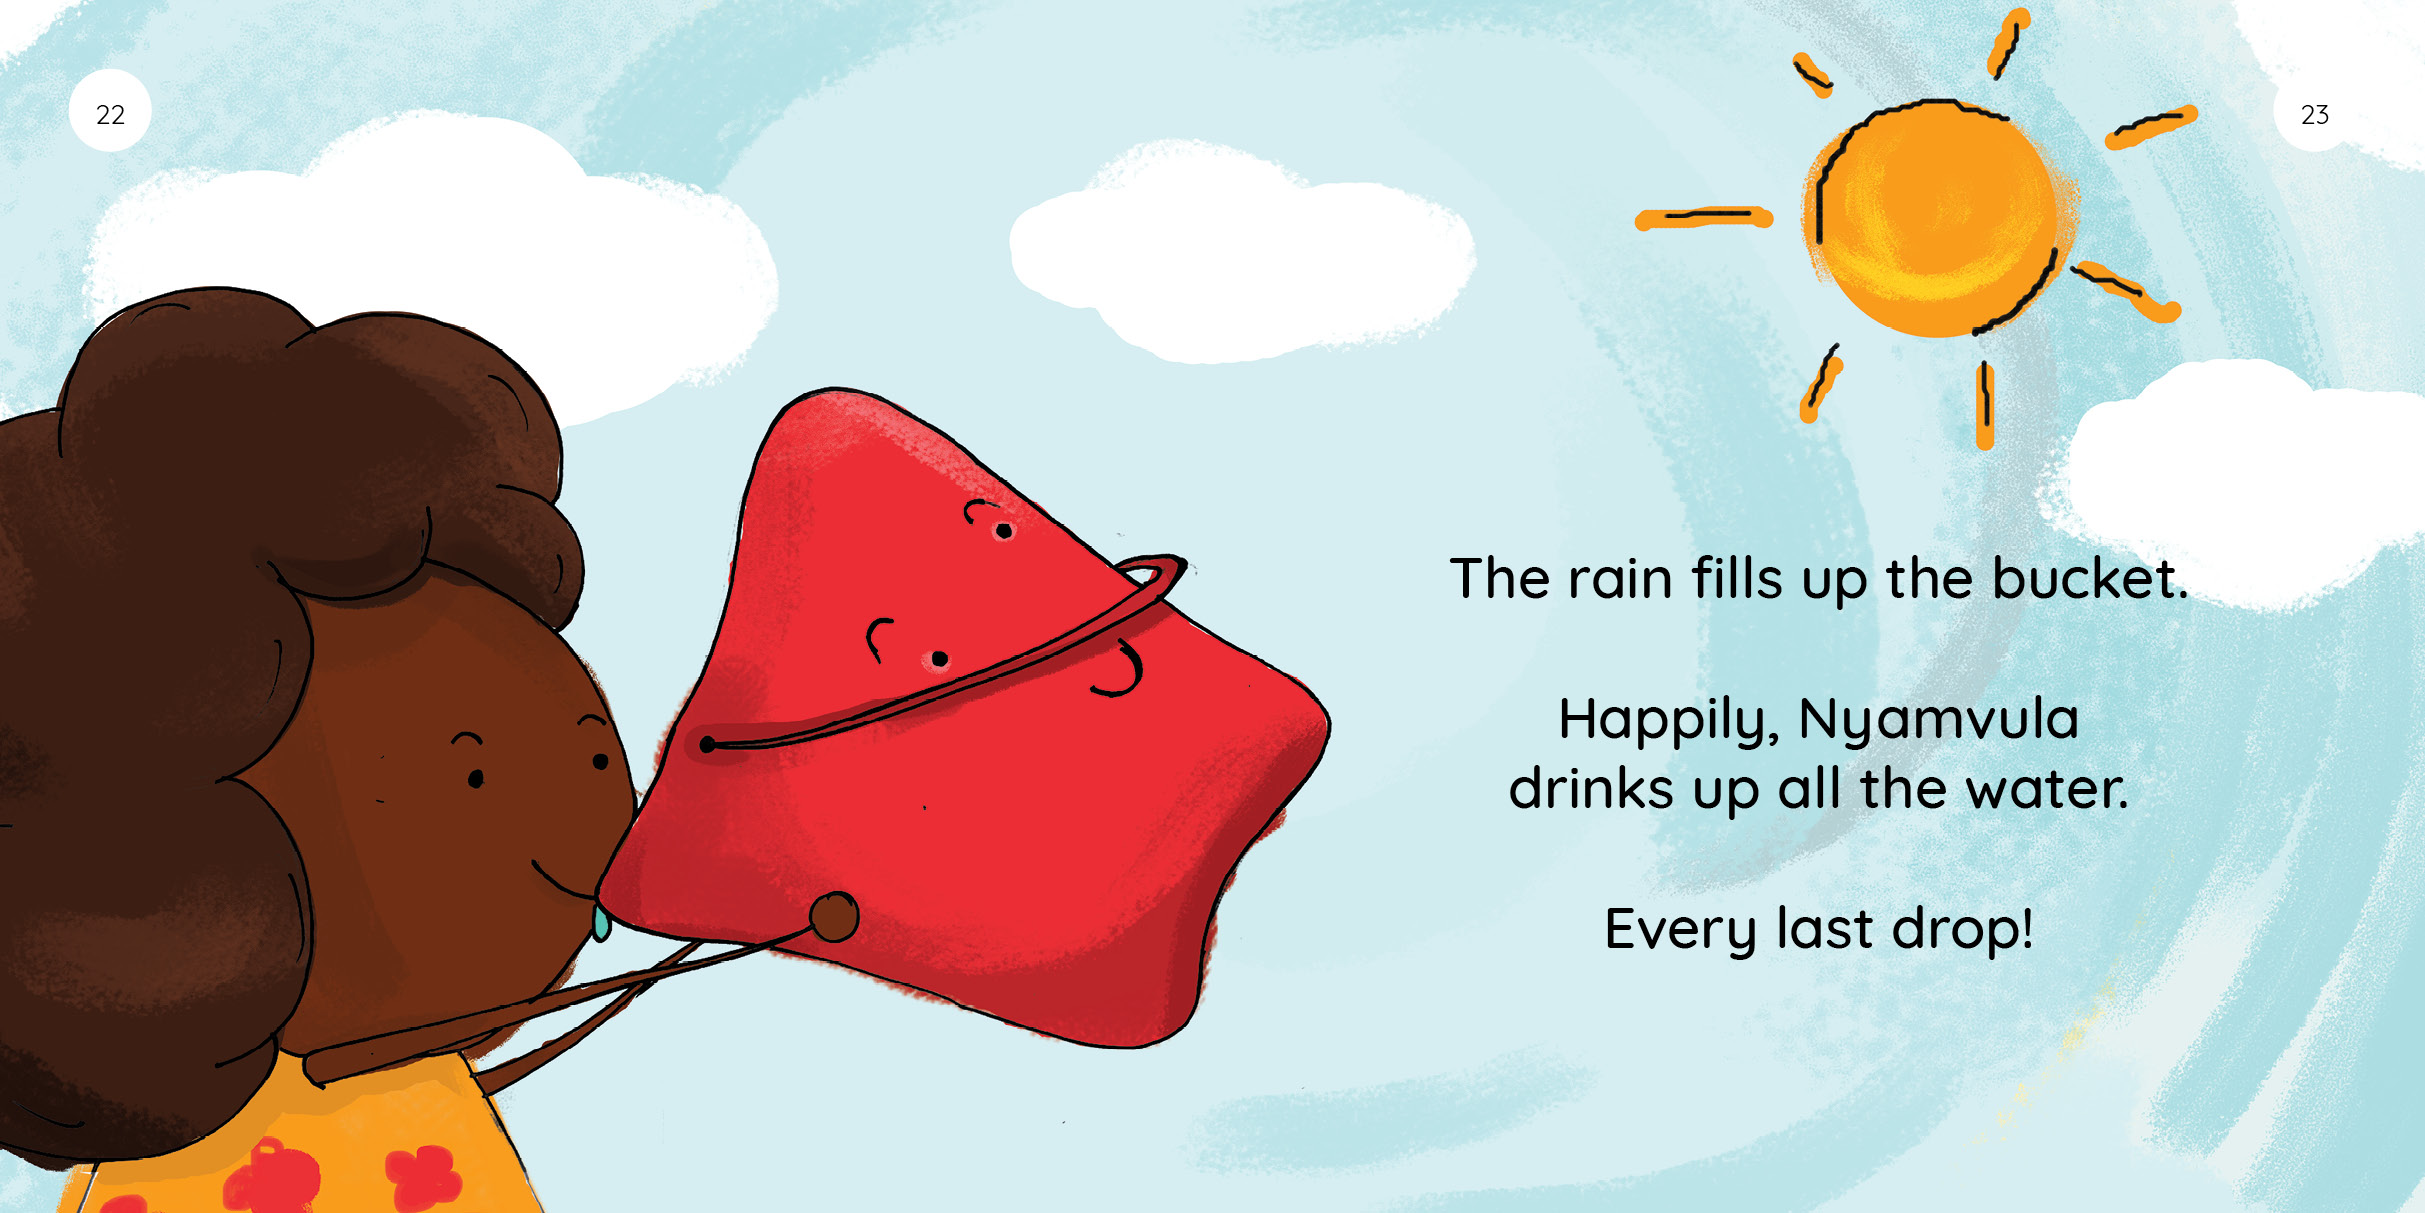 22
23
The rain fills up the bucket.
Happily, Nyamvula
drinks up all the water.
Every last drop!